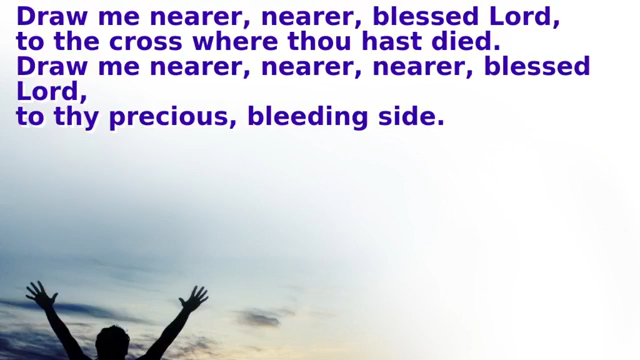 Draw me nearer, nearer, blessed Lord,
to the cross where thou hast died.
Draw me nearer, nearer, nearer, blessed
Lord,
to thy precious, bleeding side.